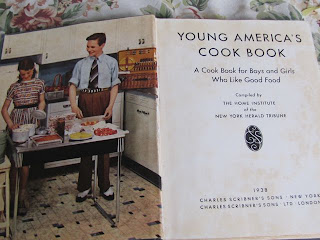 YOUNG AMERICA'S
COOK BOOK
A Cook Book for Boys and Girls
Who Like Good Food
Compiled by
THE HOME INSTITUTE
of the
NEW YORK HERALD TRIBUNE
1938
CHARLES SCRIBNER'S SONS · NEW YORK
CHARLES SCRIBNER'S SONS · LTD · LONDON